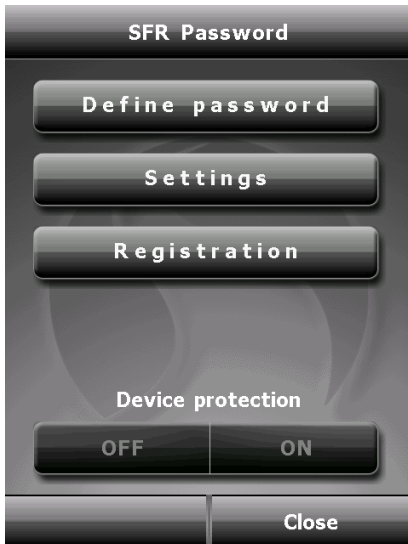 SFR Password
Define password
Settings
Registration
Device protection
OFF ON
Close